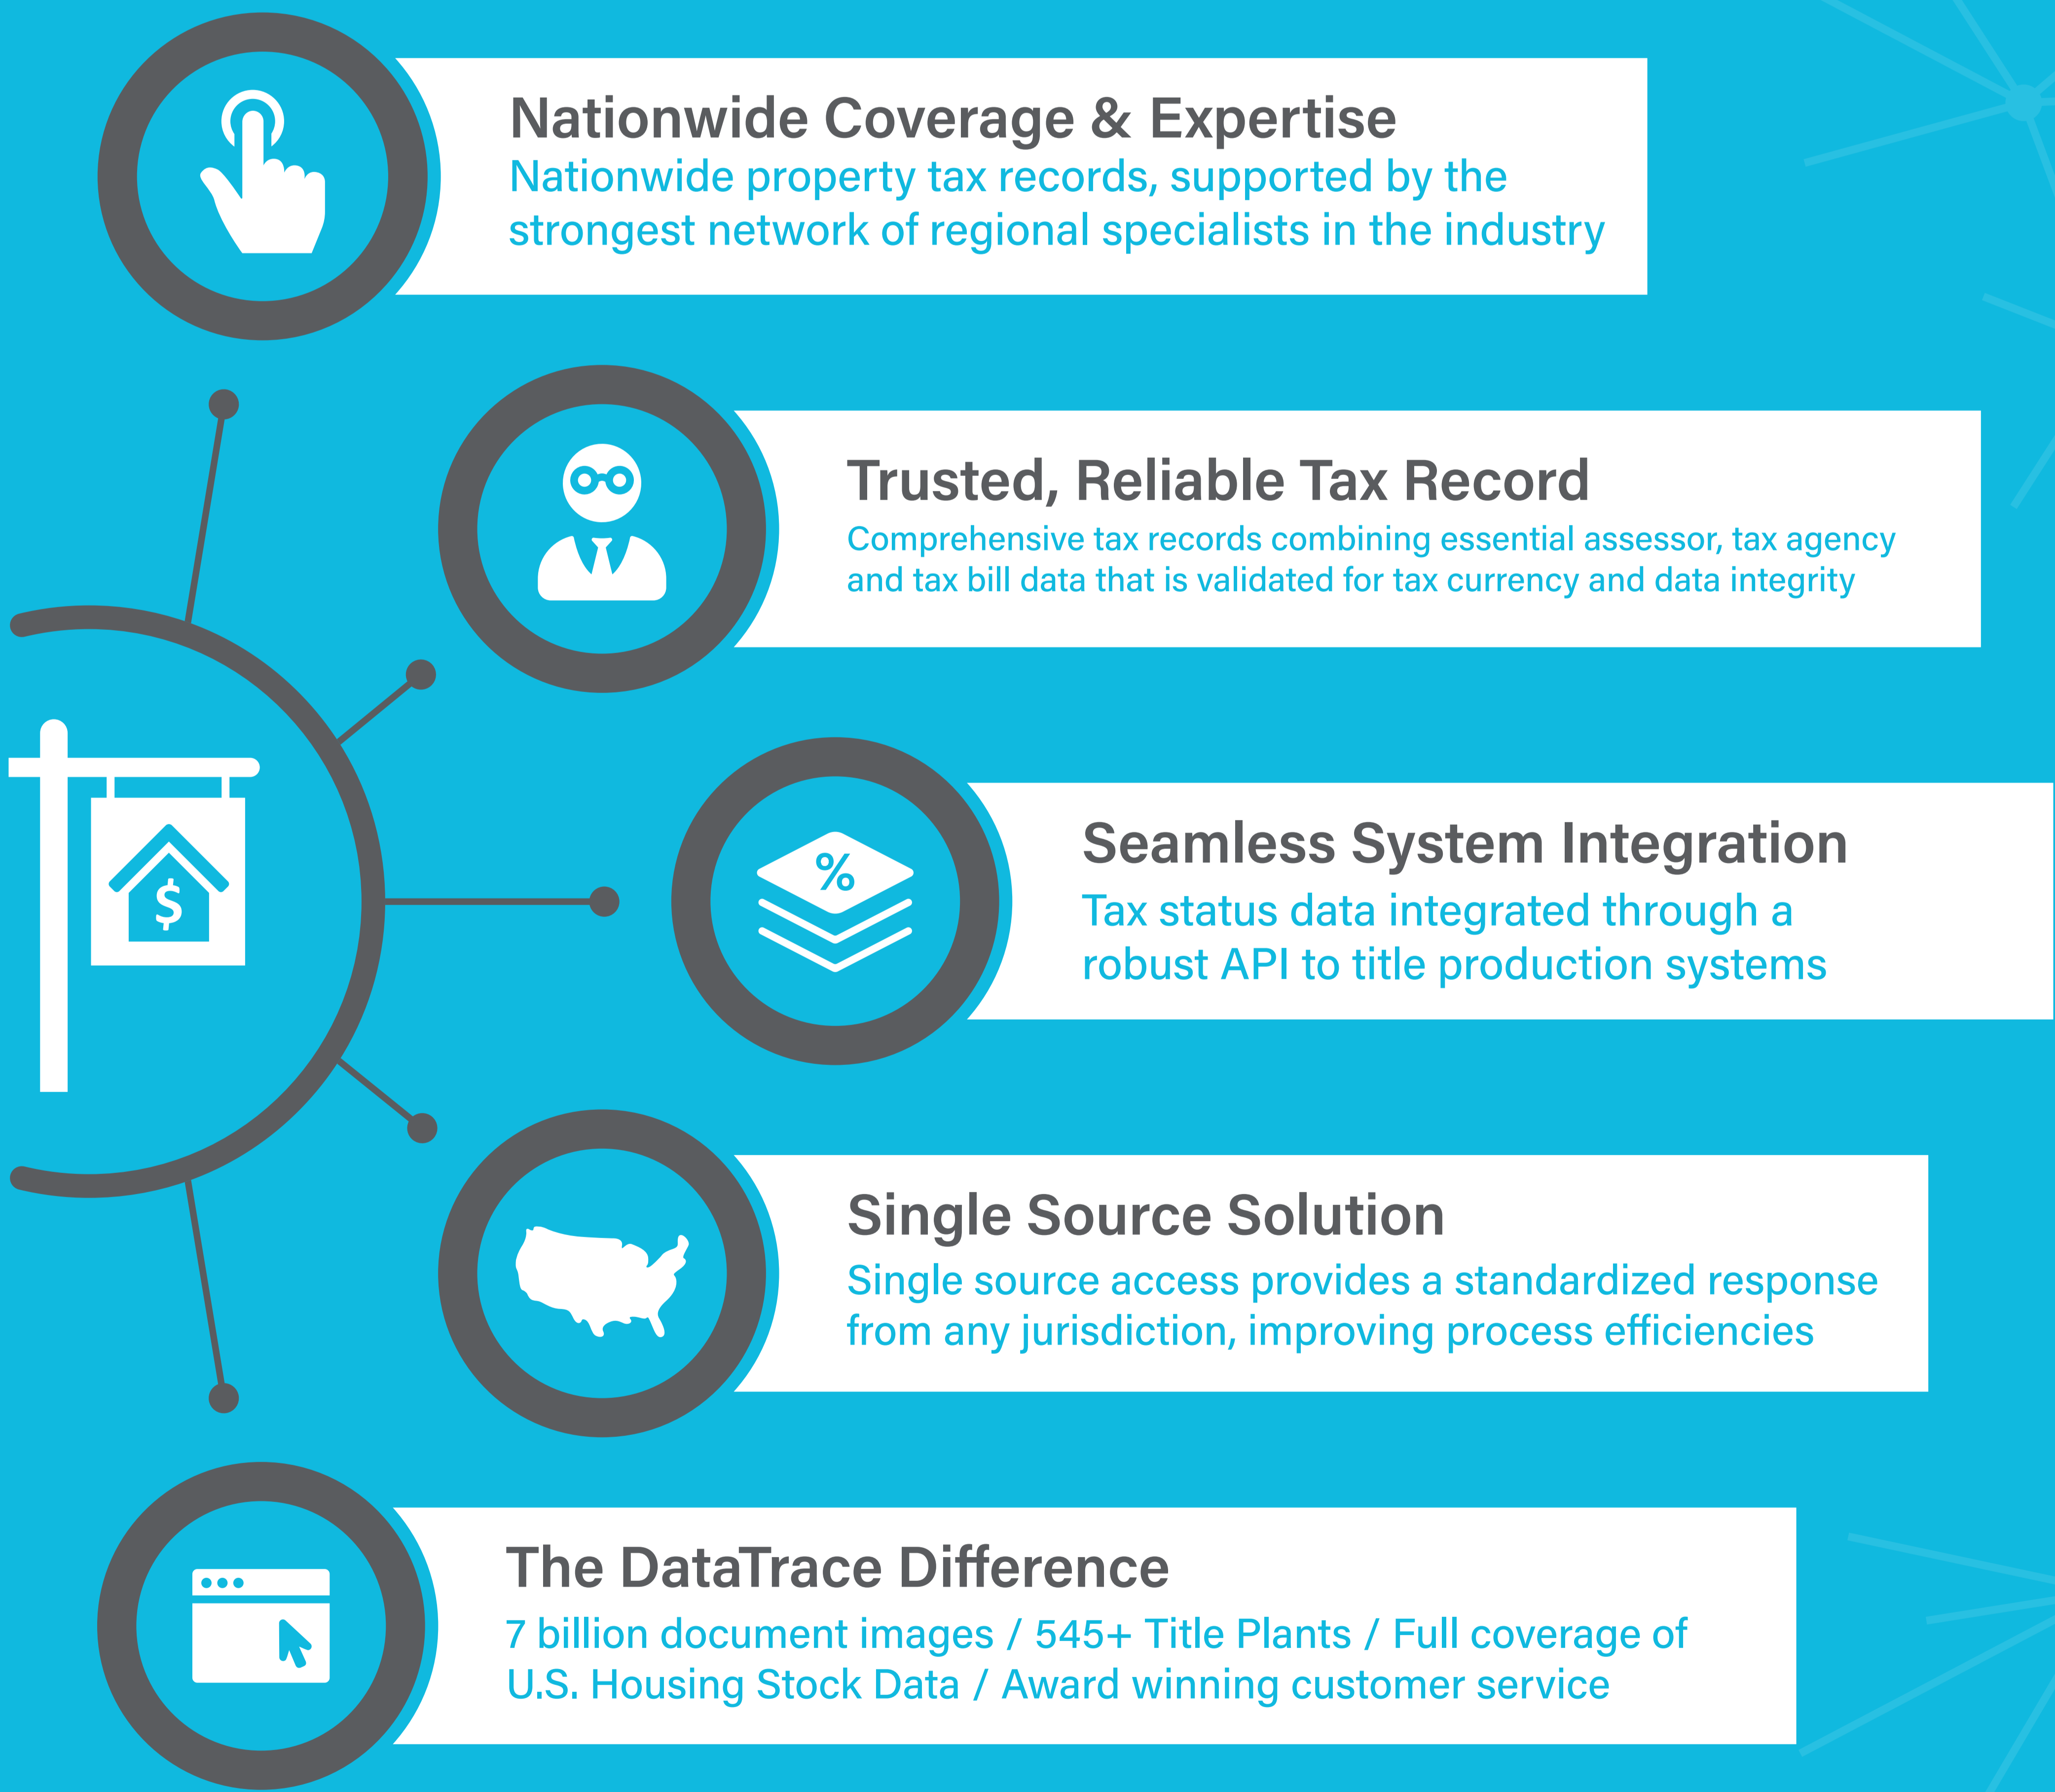 Nationwide Coverage & Expertise
Nationwide property tax records, supported by the
strongest network of regional specialists in the industry
Trusted, Reliable Tax Record
Comprehensive tax records combining essential assessor, tax agency
and tax bill data that is validated for tax currency and data integrity
$
%
Seamless System Integration
Tax status data integrated through a
robust API to title production systems
Single Source Solution
Single source access provides a standardized response
from any jurisdiction, improving process efficiencies
The DataTrace Difference
7 billion document images / 545+ Title Plants / Full coverage of
U.S. Housing Stock Data / Award winning customer service